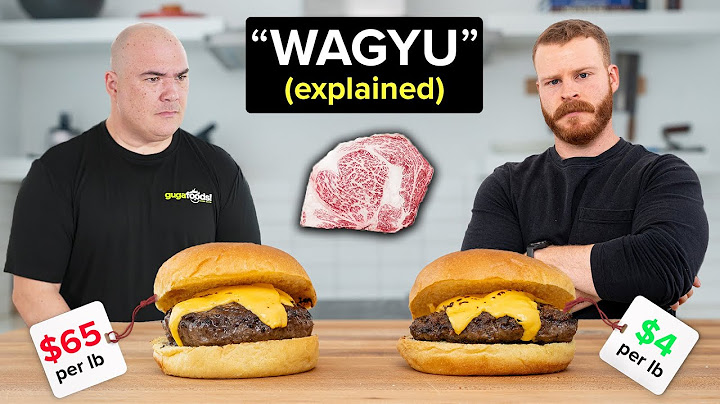 “WAGYU”
(explained)
gugafoods!
$65
per lb
$4
per lb